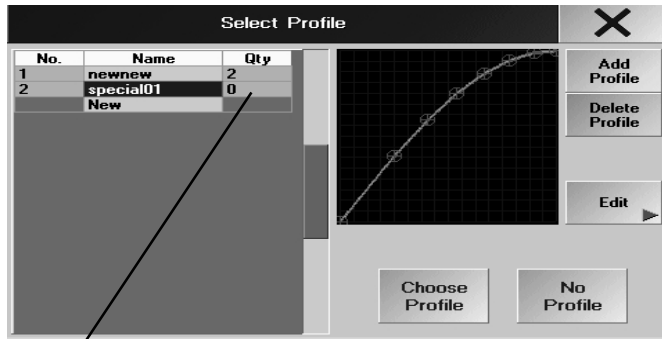 Select Profile
No. Name Qty
1 newnew 2
2 special01 0
New
Add
Profile
Delete
Profile
Edit
Choose
Profile
No
Profile